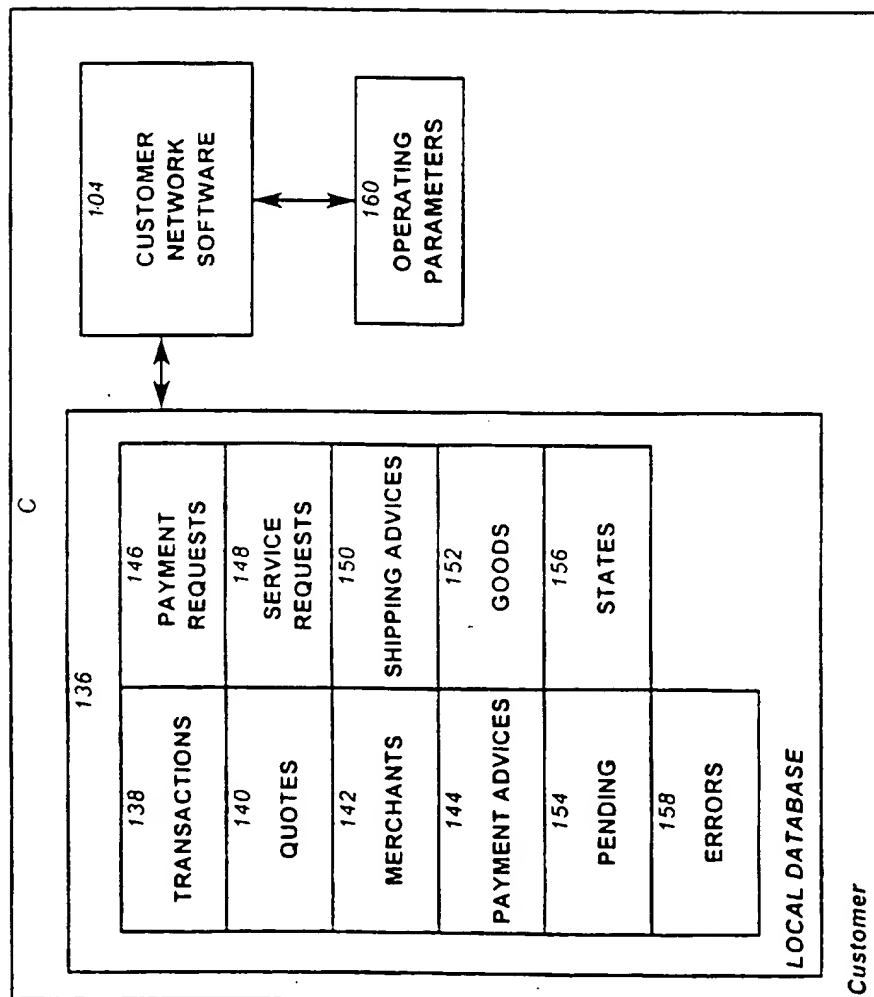 C
136
138
TRANSACTIONS
146
PAYMENT
REQUESTS
140
QUOTES
148
SERVICE
REQUESTS
142
MERCHANTS
150
SHIPPING ADVICES
144
PAYMENT ADVICES
152
GOODS
154
PENDING
156
STATES
158
ERRORS
LOCAL DATABASE
104
CUSTOMER
NETWORK
SOFTWARE
160
OPERATING
PARAMETERS
Customer